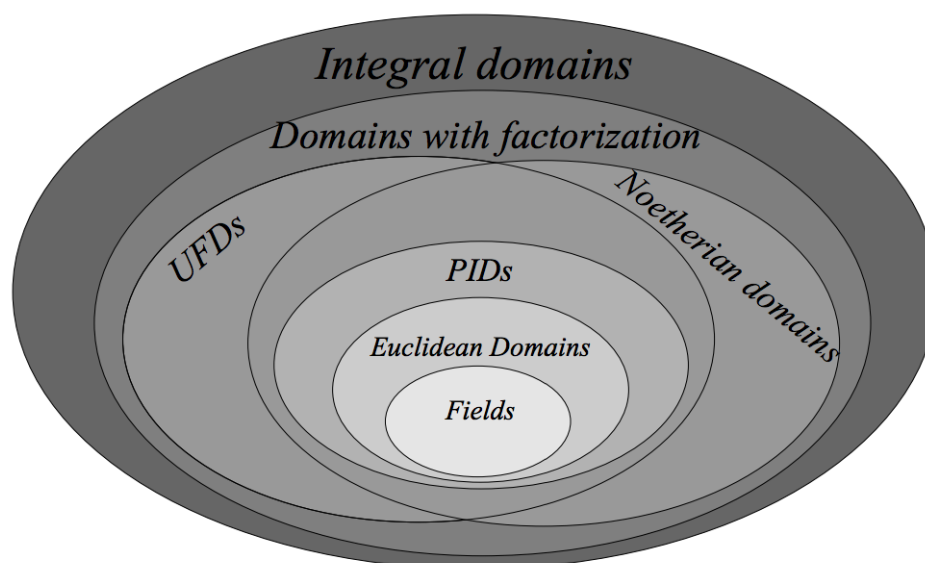 Integral domains
Domains with factorization
UFDs
Noetherian domains
PIDs
Euclidean Domains
Fields